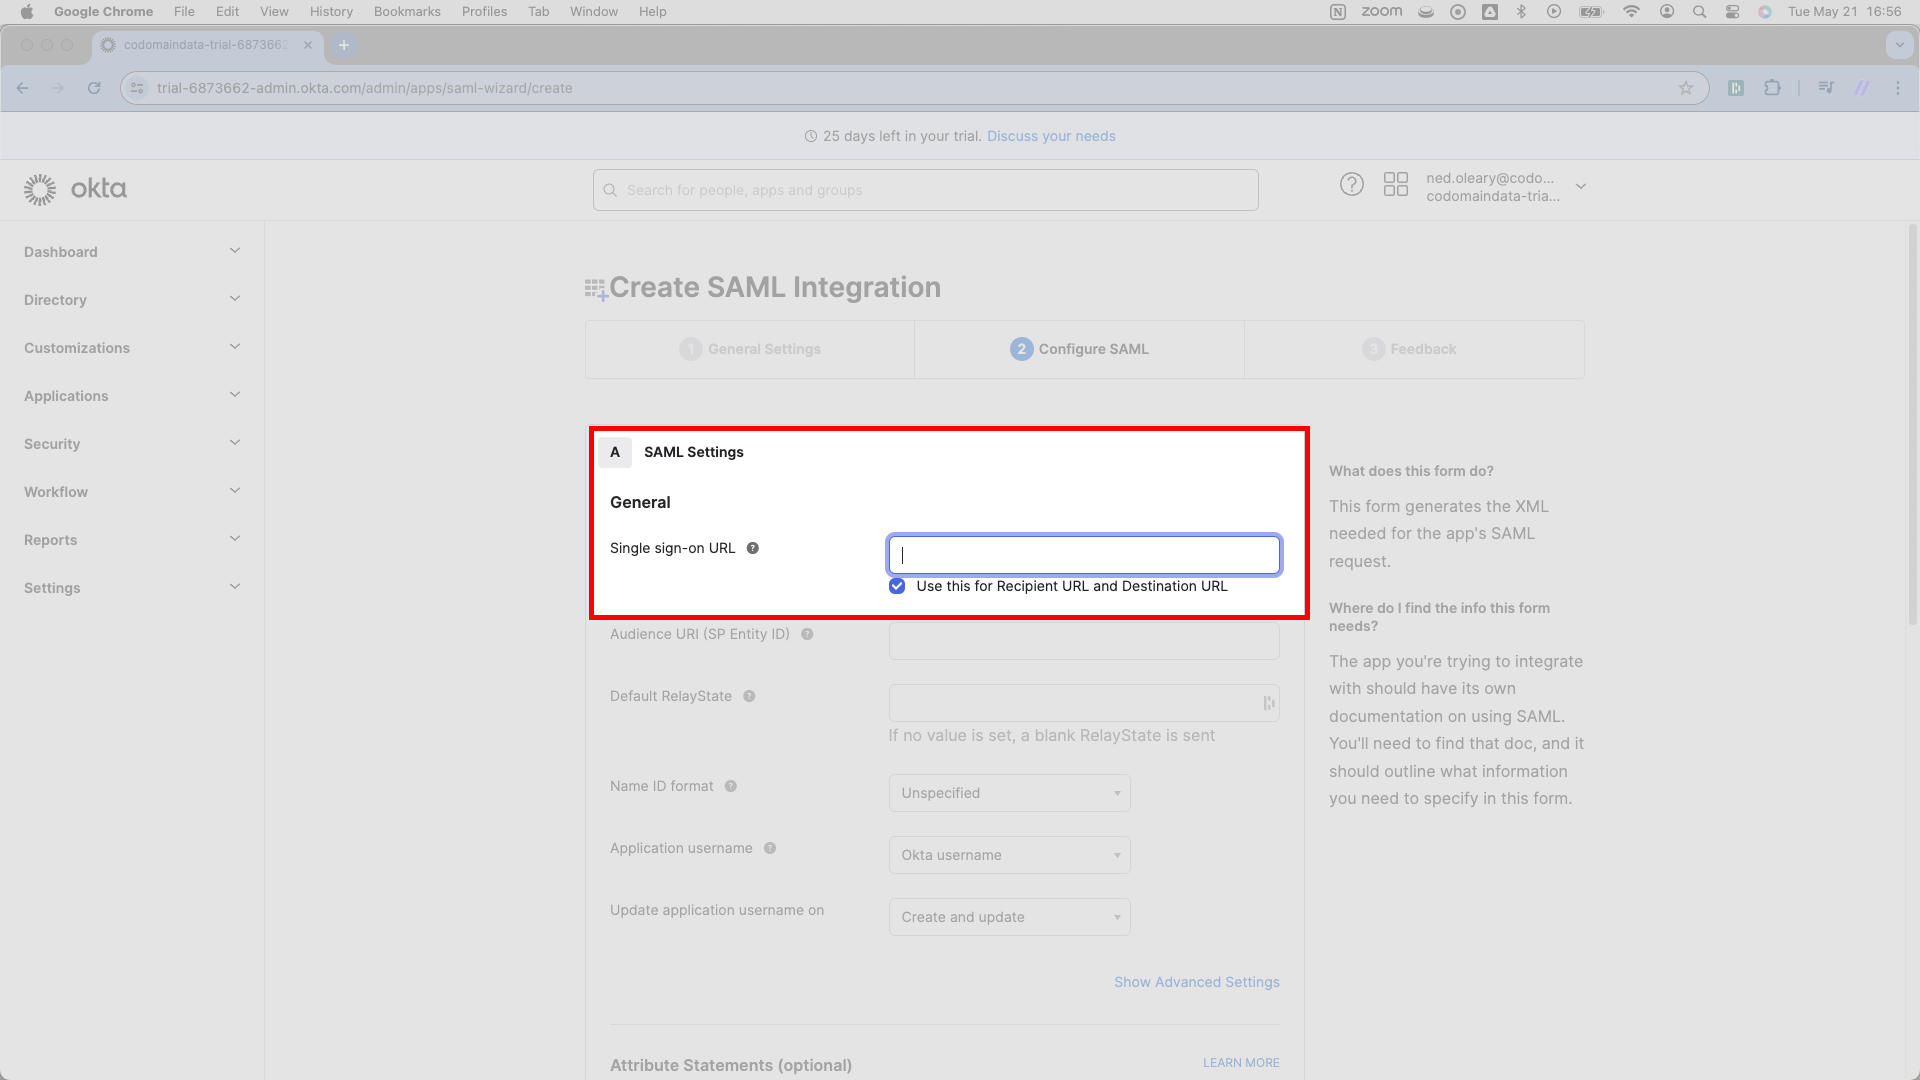 Google Chrome File Edit View History Bookmarks Profiles Tab Window Help zoom Tue May 21 16:56
codomaindata-trial-6873662
trial-6873662-admin.okta.com/admin/apps/saml-wizard/create
25 days left in your trial. Discuss your needs
okta
Search for people, apps and groups
ned.oleary@codo...
codomaindata-tria...
Dashboard
Directory
Customizations
Applications
Security
Workflow
Reports
Settings
Create SAML Integration
1 General Settings
2 Configure SAML
3 Feedback
A SAML Settings
General
Single sign-on URL
Use this for Recipient URL and Destination URL
Audience URI (SP Entity ID)
Default RelayState
If no value is set, a blank RelayState is sent
Name ID format
Unspecified
Application username
Okta username
Update application username on
Create and update
Show Advanced Settings
Attribute Statements (optional)
LEARN MORE
What does this form do?
This form generates the XML
needed for the app's SAML
request.
Where do I find the info this form
needs?
The app you're trying to integrate
with should have its own
documentation on using SAML.
You'll need to find that doc, and it
should outline what information
you need to specify in this form.